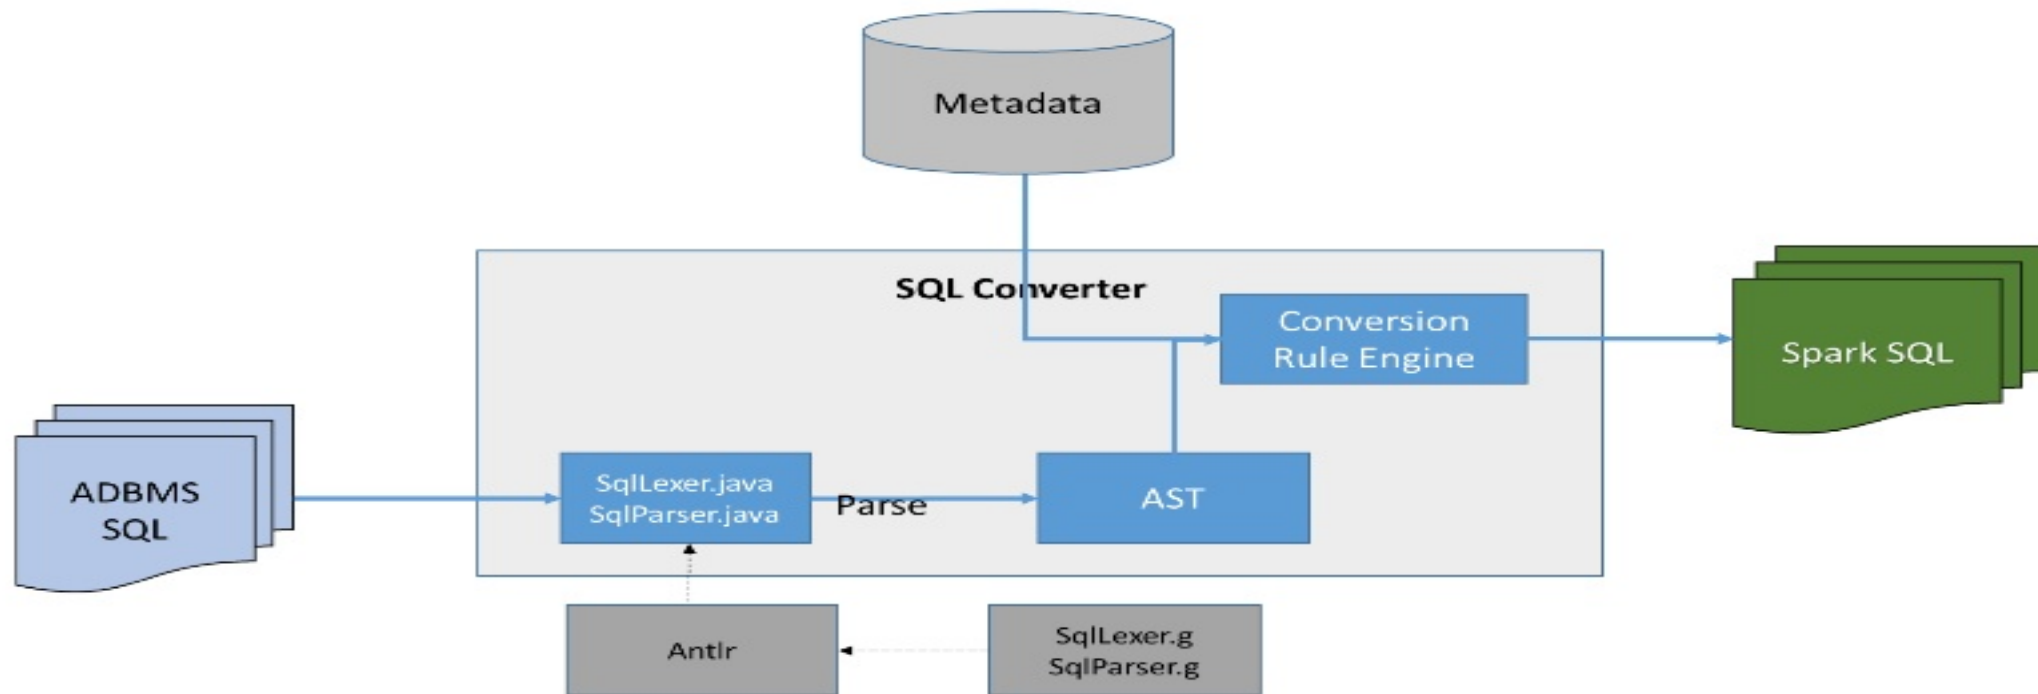 Metadata
SQL Converter
Conversion
Rule Engine
Spark SQL
ADBMS
SQL
SqlLexer.java
SqlParser.java
Parse
AST
Antlr
SqlLexer.g
SqlParser.g